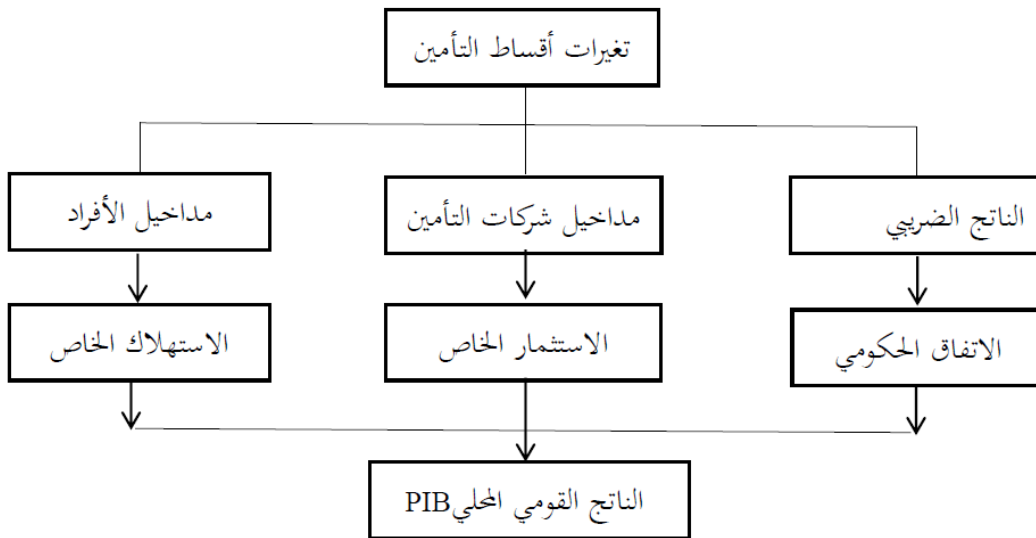 تغيرات أقساط التأمين
الناتج الضريبي
مداخيل شركات التأمين
مداخيل الأفراد
الاتفاق الحكومي
الاستثمار الخاص
الاستهلاك الخاص
الناتج القومي المحليPIB